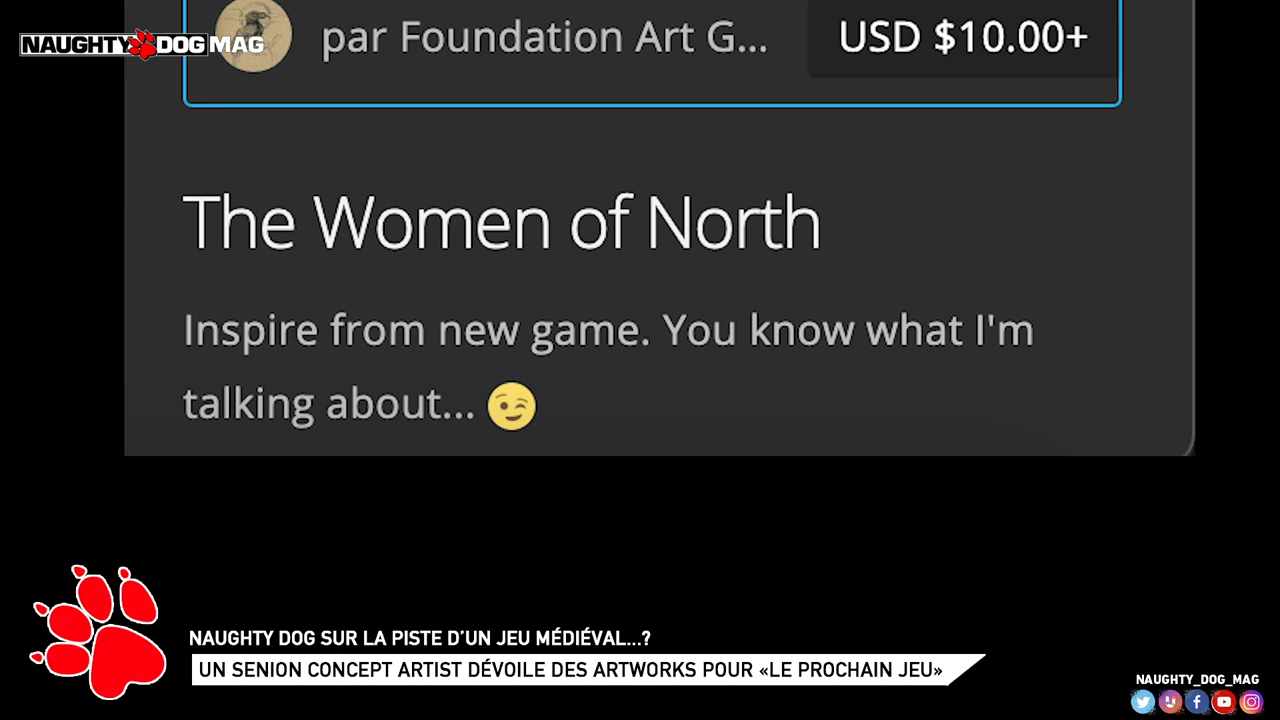 NAUGHTY DOG MAG
par Foundation Art G...
USD $10.00+
The Women of North
Inspire from new game. You know what I'm
talking about... 😉
NAUGHTY DOG SUR LA PISTE D'UN JEU MÉDIÉVAL...?
UN SENION CONCEPT ARTIST DÉVOILE DES ARTWORKS POUR «LE PROCHAIN JEU»
NAUGHTY_DOG_MAG